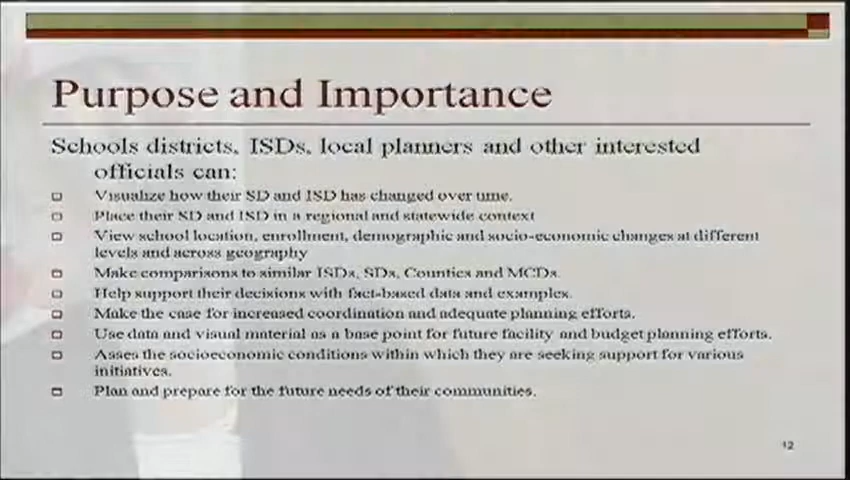 Purpose and Importance
Schools districts, ISDs, local planners and other interested
officials can:
Visualize how their SD and ISD has changed over time.
Place their SD and ISD in a regional and statewide context
View school location, enrollment, demographic and socio-economic changes at different
levels and across geography
Make comparisons to similar ISDs, SDs, Counties and MCDs.
Help support their decisions with fact-based data and examples.
Make the case for increased coordination and adequate planning efforts.
Use data and visual material as a base point for future facility and budget planning efforts.
Asses the socioeconomic conditions within which they are seeking support for various
initiatives.
Plan and prepare for the future needs of their communities.
12